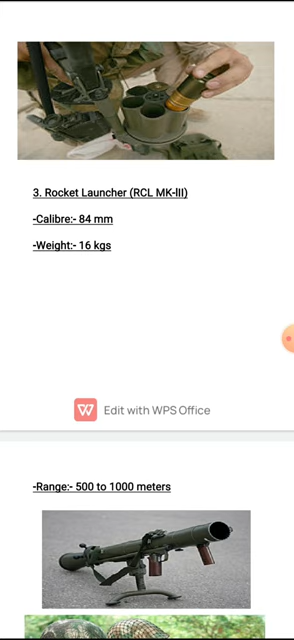 3. Rocket Launcher (RCL MK-lll)
-Calibre:- 84 mm
-Weight:- 16 kgs
Edit with WPS Office
-Range:- 500 to 1000 meters